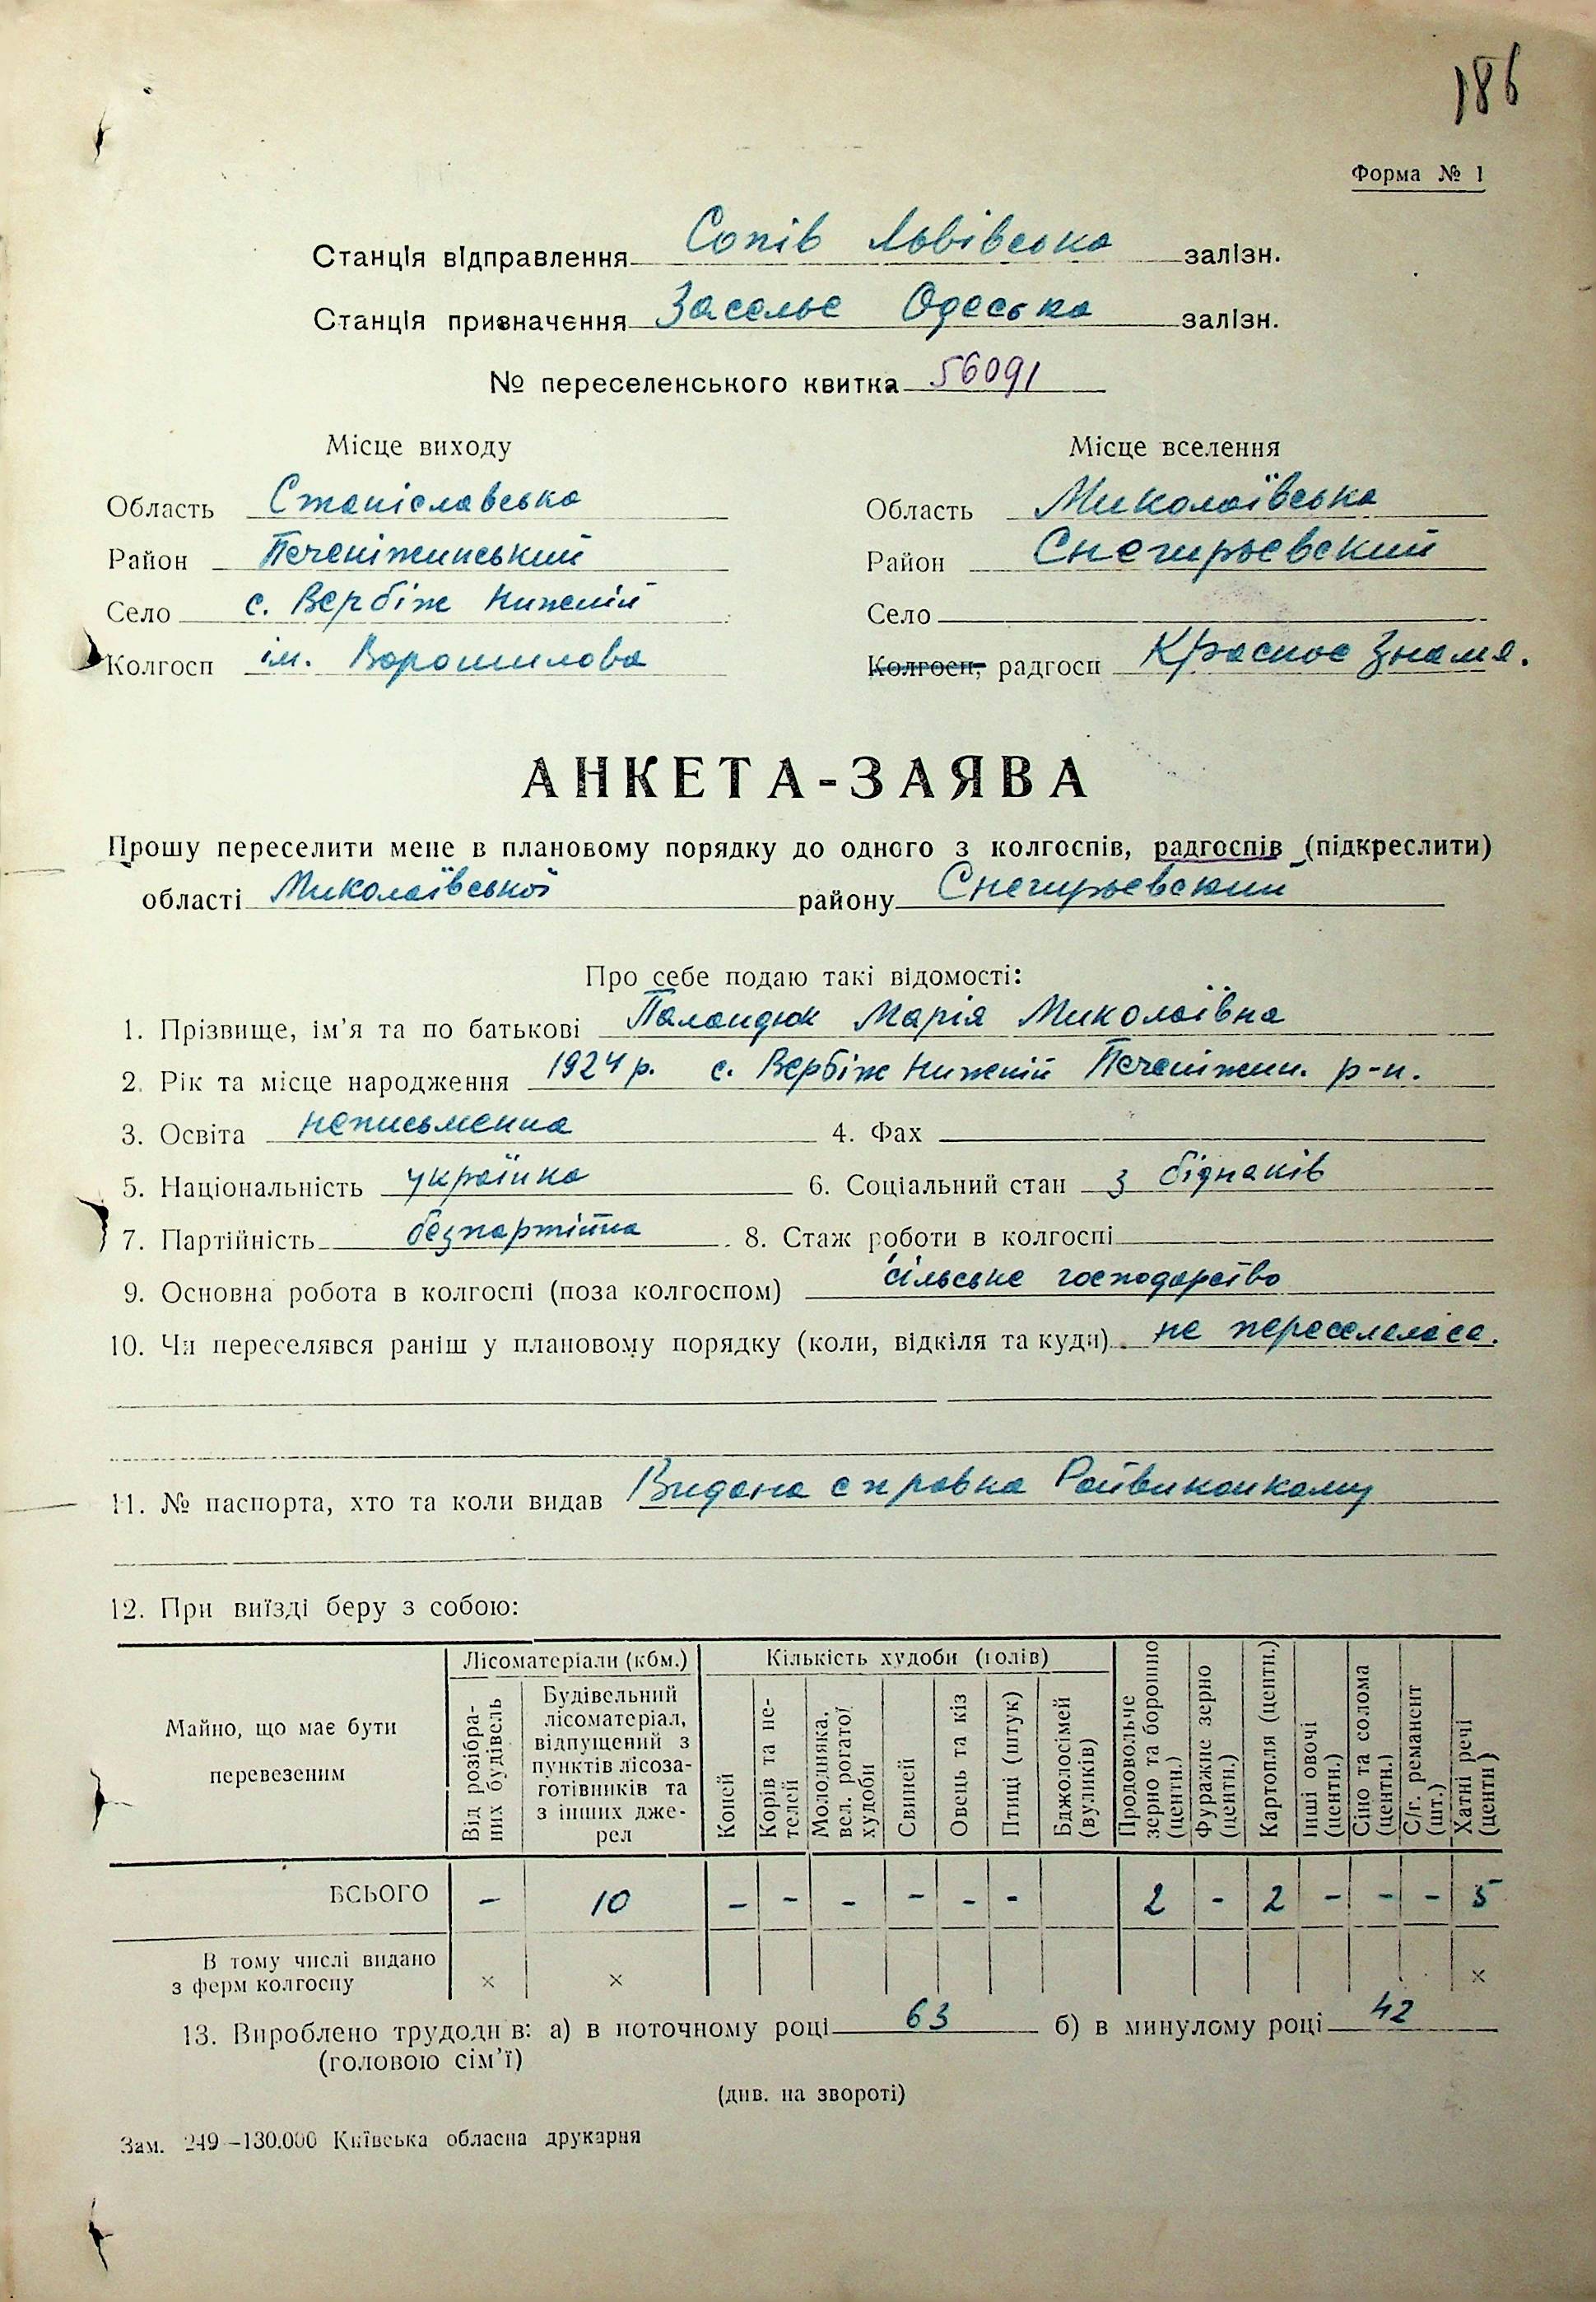 186
Форма № 1
Станція відправлення Сопів Львівська залізн.
Станція призначення Заселье Одеська залізн.
№ переселенського квитка 56091
Місце виходу Місце вселення
Область Станіславська Область Миколаївська
Район Печеніжинський Район Снегирьевский
Село с. Вербіж Нижній Село
Колгосп ім. Ворошилова Колгосп, радгосп Красное Знамя.
АНКЕТА-ЗАЯВА
Прошу переселити мене в плановому порядку до одного з колгоспів, радгоспів (підкреслити)
області Миколаївської району Снегирьевский
Про себе подаю такі відомості:
1. Прізвище, ім'я та по батькові Паландюк Марія Миколаївна
2. Рік та місце народження 1924 р. с. Вербіж Нижній Печеніжин. р-н.
3. Освіта неписьменна 4. Фах
5. Національність українка 6. Соціальний стан з бідняків
7. Партійність безпартійна 8. Стаж роботи в колгоспі
9. Основна робота в колгоспі (поза колгоспом) сільське господарство
10. Чи переселявся раніш у плановому порядку (коли, відкіля та куди) не переселялася.
11. № паспорта, хто та коли видав Видана справка Райвиконкому
12. При виїзді беру з собою:
Майно, що має бути перевезеним
Лісоматеріали (кбм.)
Від розібраних будівель
Будівельний лісоматеріал, відпущений з пунктів лісозаготівників та з інших джерел
Кількість худоби (голів)
Коней
Корів та нетелей
Молодняка, вел. рогатої худоби
Свиней
Овець та кіз
Птиці (штук)
Бджолосімей (вуликів)
Продовольче зерно та борошно (центн.)
Фуражне зерно (центн.)
Картопля (центн.)
Інші овочі (центн.)
Сіно та солома (центн.)
С/г. реманент (шт.)
Хатні речі (центн)
ВСЬОГО - 10 - - - - - - 2 - 2 - - - 5
В тому числі видано з ферм колгоспу × × ×
13. Вироблено трудоднів: а) в поточному році 63 б) в минулому році 42
(головою сім'ї)
(див. на звороті)
Зам. 249—130.000 Київська обласна друкарня